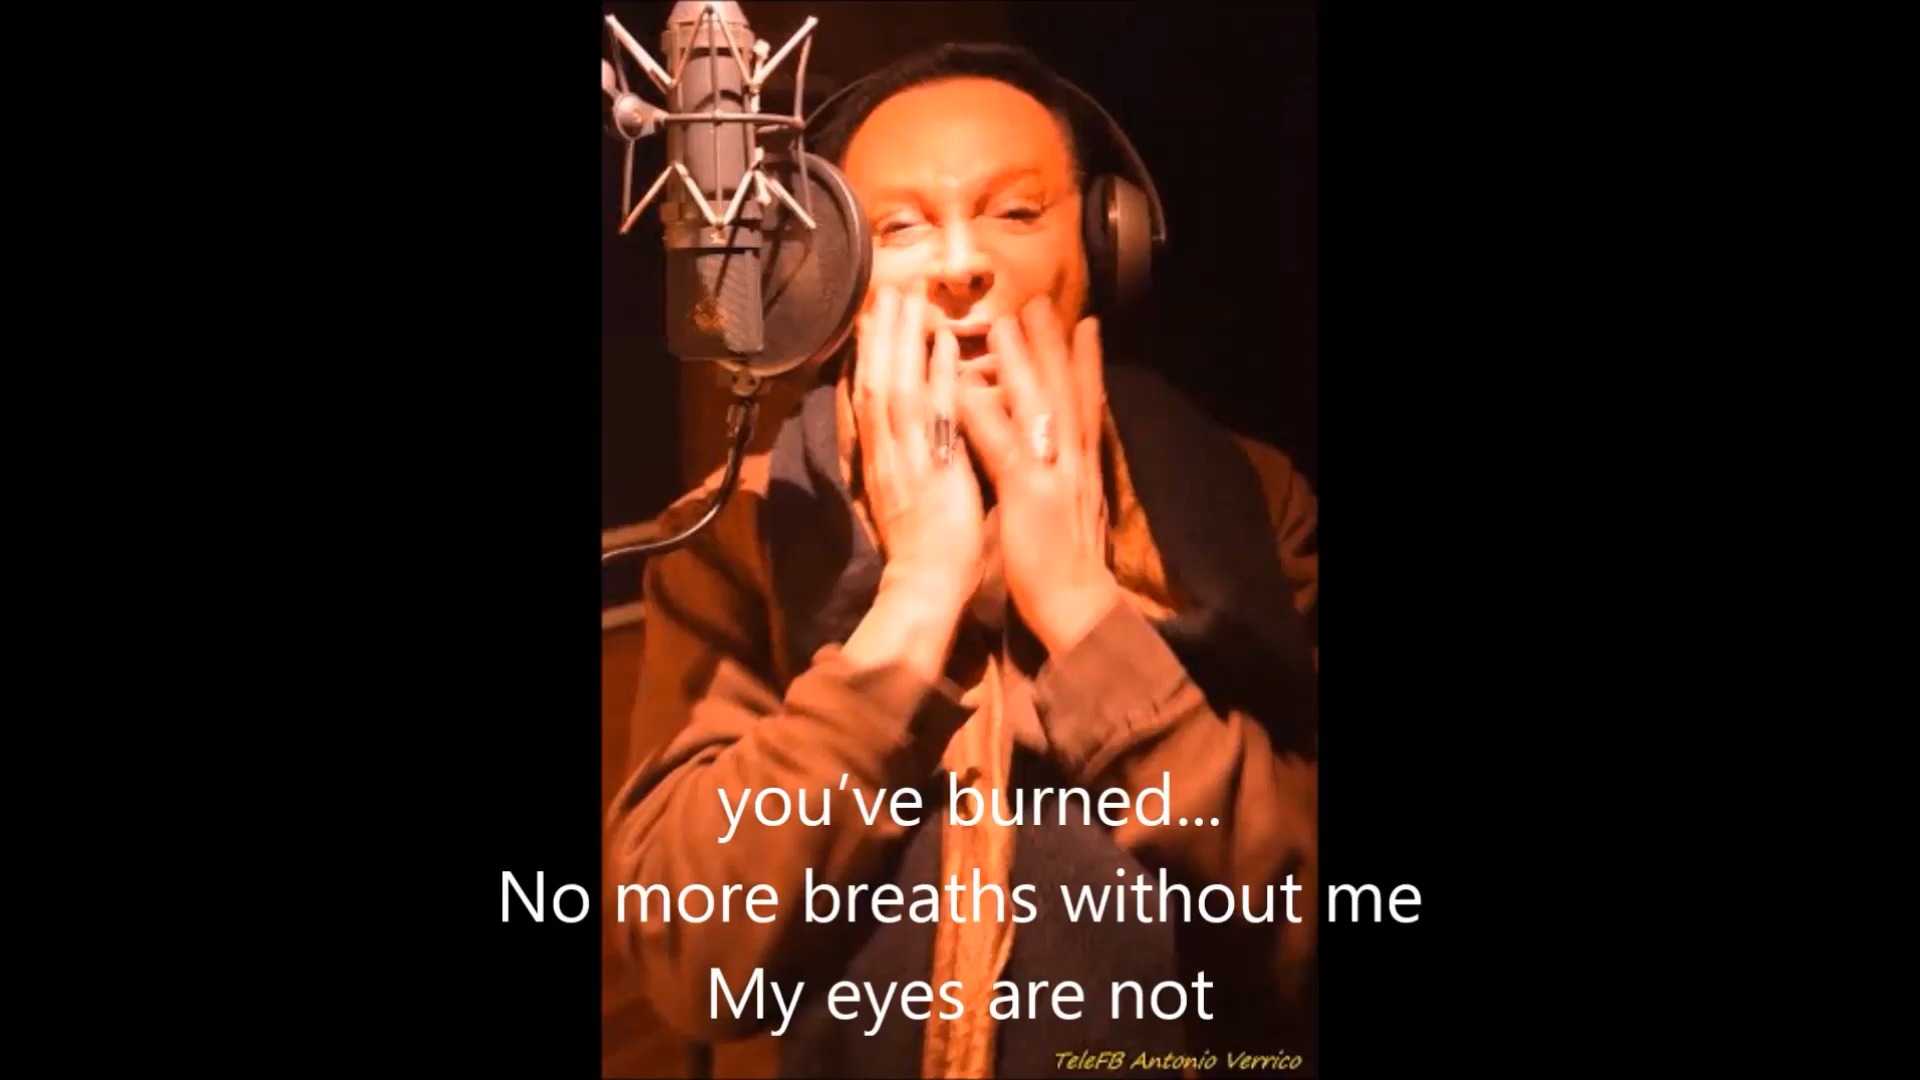 you’ve burned...
No more breaths without me
My eyes are not
TeleFB Antonio Verrico